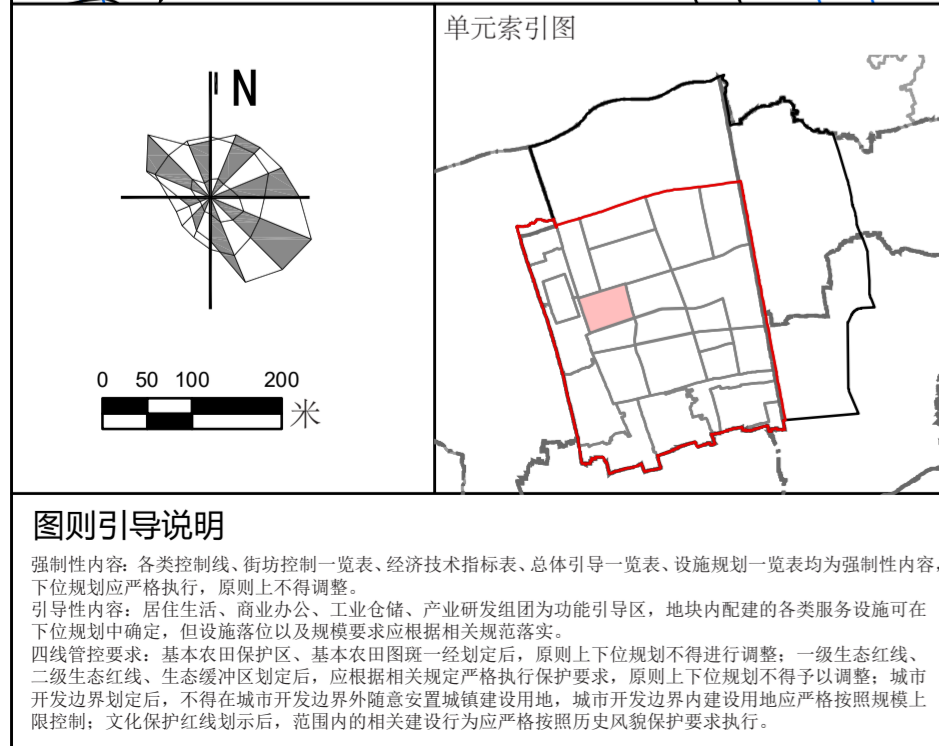 单元索引图
N
0 50 100 200
米
图则引导说明
强制性内容：各类控制线、街坊控制一览表、经济技术指标表、总体引导一览表、设施规划一览表均为强制性内容，
下位规划应严格执行，原则上不得调整。
引导性内容：居住生活、商业办公、工业仓储、产业研发组团为功能引导区，地块内配建的各类服务设施可在
下位规划中确定，但设施落位以及规模要求应根据相关规范落实。
四线管控要求：基本农田保护区、基本农田图斑一经划定后，原则上下位规划不得进行调整；一级生态红线、
二级生态红线、生态缓冲区划定后，应根据相关规定严格执行保护要求，原则上下位规划不得予以调整；城市
开发边界划定后，不得在城市开发边界外随意安置城镇建设用地，城市开发边界内建设用地应严格按照规模上
限控制；文化保护红线划示后，范围内的相关建设行为应严格按照历史风貌保护要求执行。